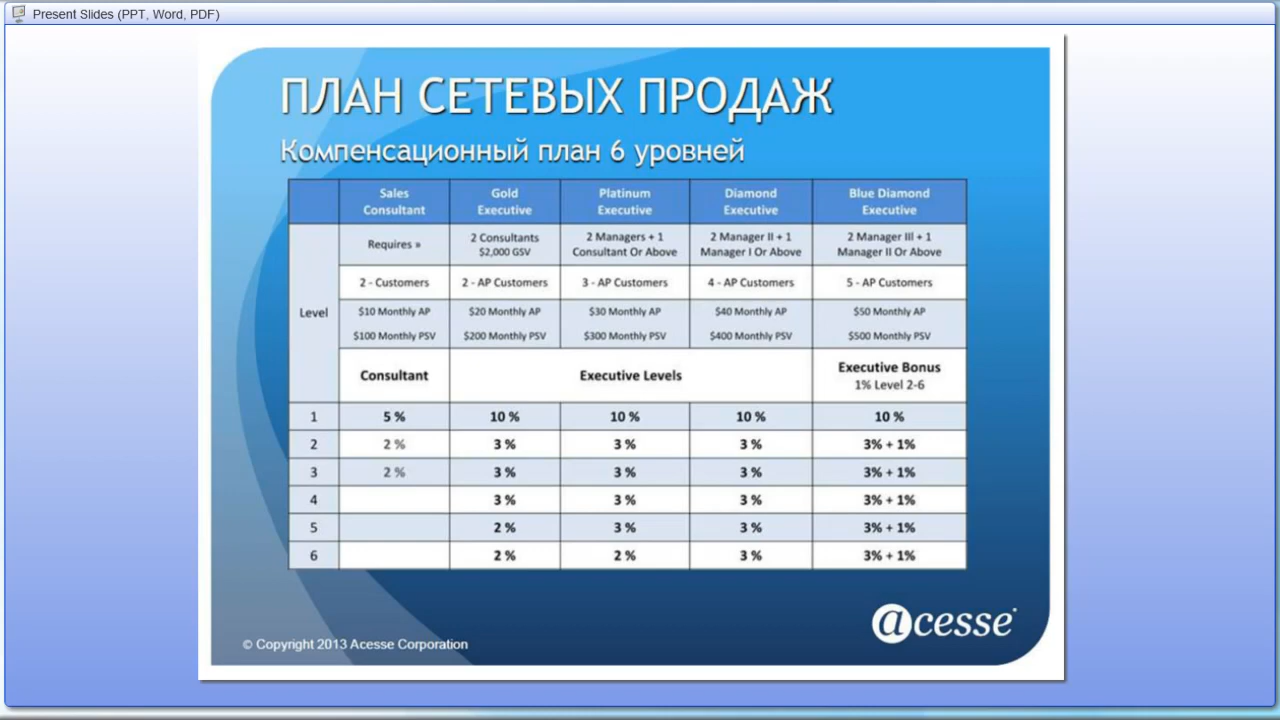 Present Slides (PPT, Word, PDF)
ПЛАН СЕТЕВЫХ ПРОДАЖ
Компенсационный план 6 уровней
Sales Consultant Gold Executive Platinum Executive Diamond Executive Blue Diamond Executive
Level
Requires » 2 Consultants $2,000 GSV 2 Managers + 1 Consultant Or Above 2 Manager II + 1 Manager I Or Above 2 Manager III + 1 Manager II Or Above
2 - Customers 2 - AP Customers 3 - AP Customers 4 - AP Customers 5 - AP Customers
$10 Monthly AP $20 Monthly AP $30 Monthly AP $40 Monthly AP $50 Monthly AP
$100 Monthly PSV $200 Monthly PSV $300 Monthly PSV $400 Monthly PSV $500 Monthly PSV
Consultant Executive Levels Executive Bonus 1% Level 2-6
1 5 % 10 % 10 % 10 % 10 %
2 2 % 3 % 3 % 3 % 3% + 1%
3 2 % 3 % 3 % 3 % 3% + 1%
4 3 % 3 % 3 % 3% + 1%
5 2 % 3 % 3 % 3% + 1%
6 2 % 2 % 3 % 3% + 1%
acesse
© Copyright 2013 Acesse Corporation